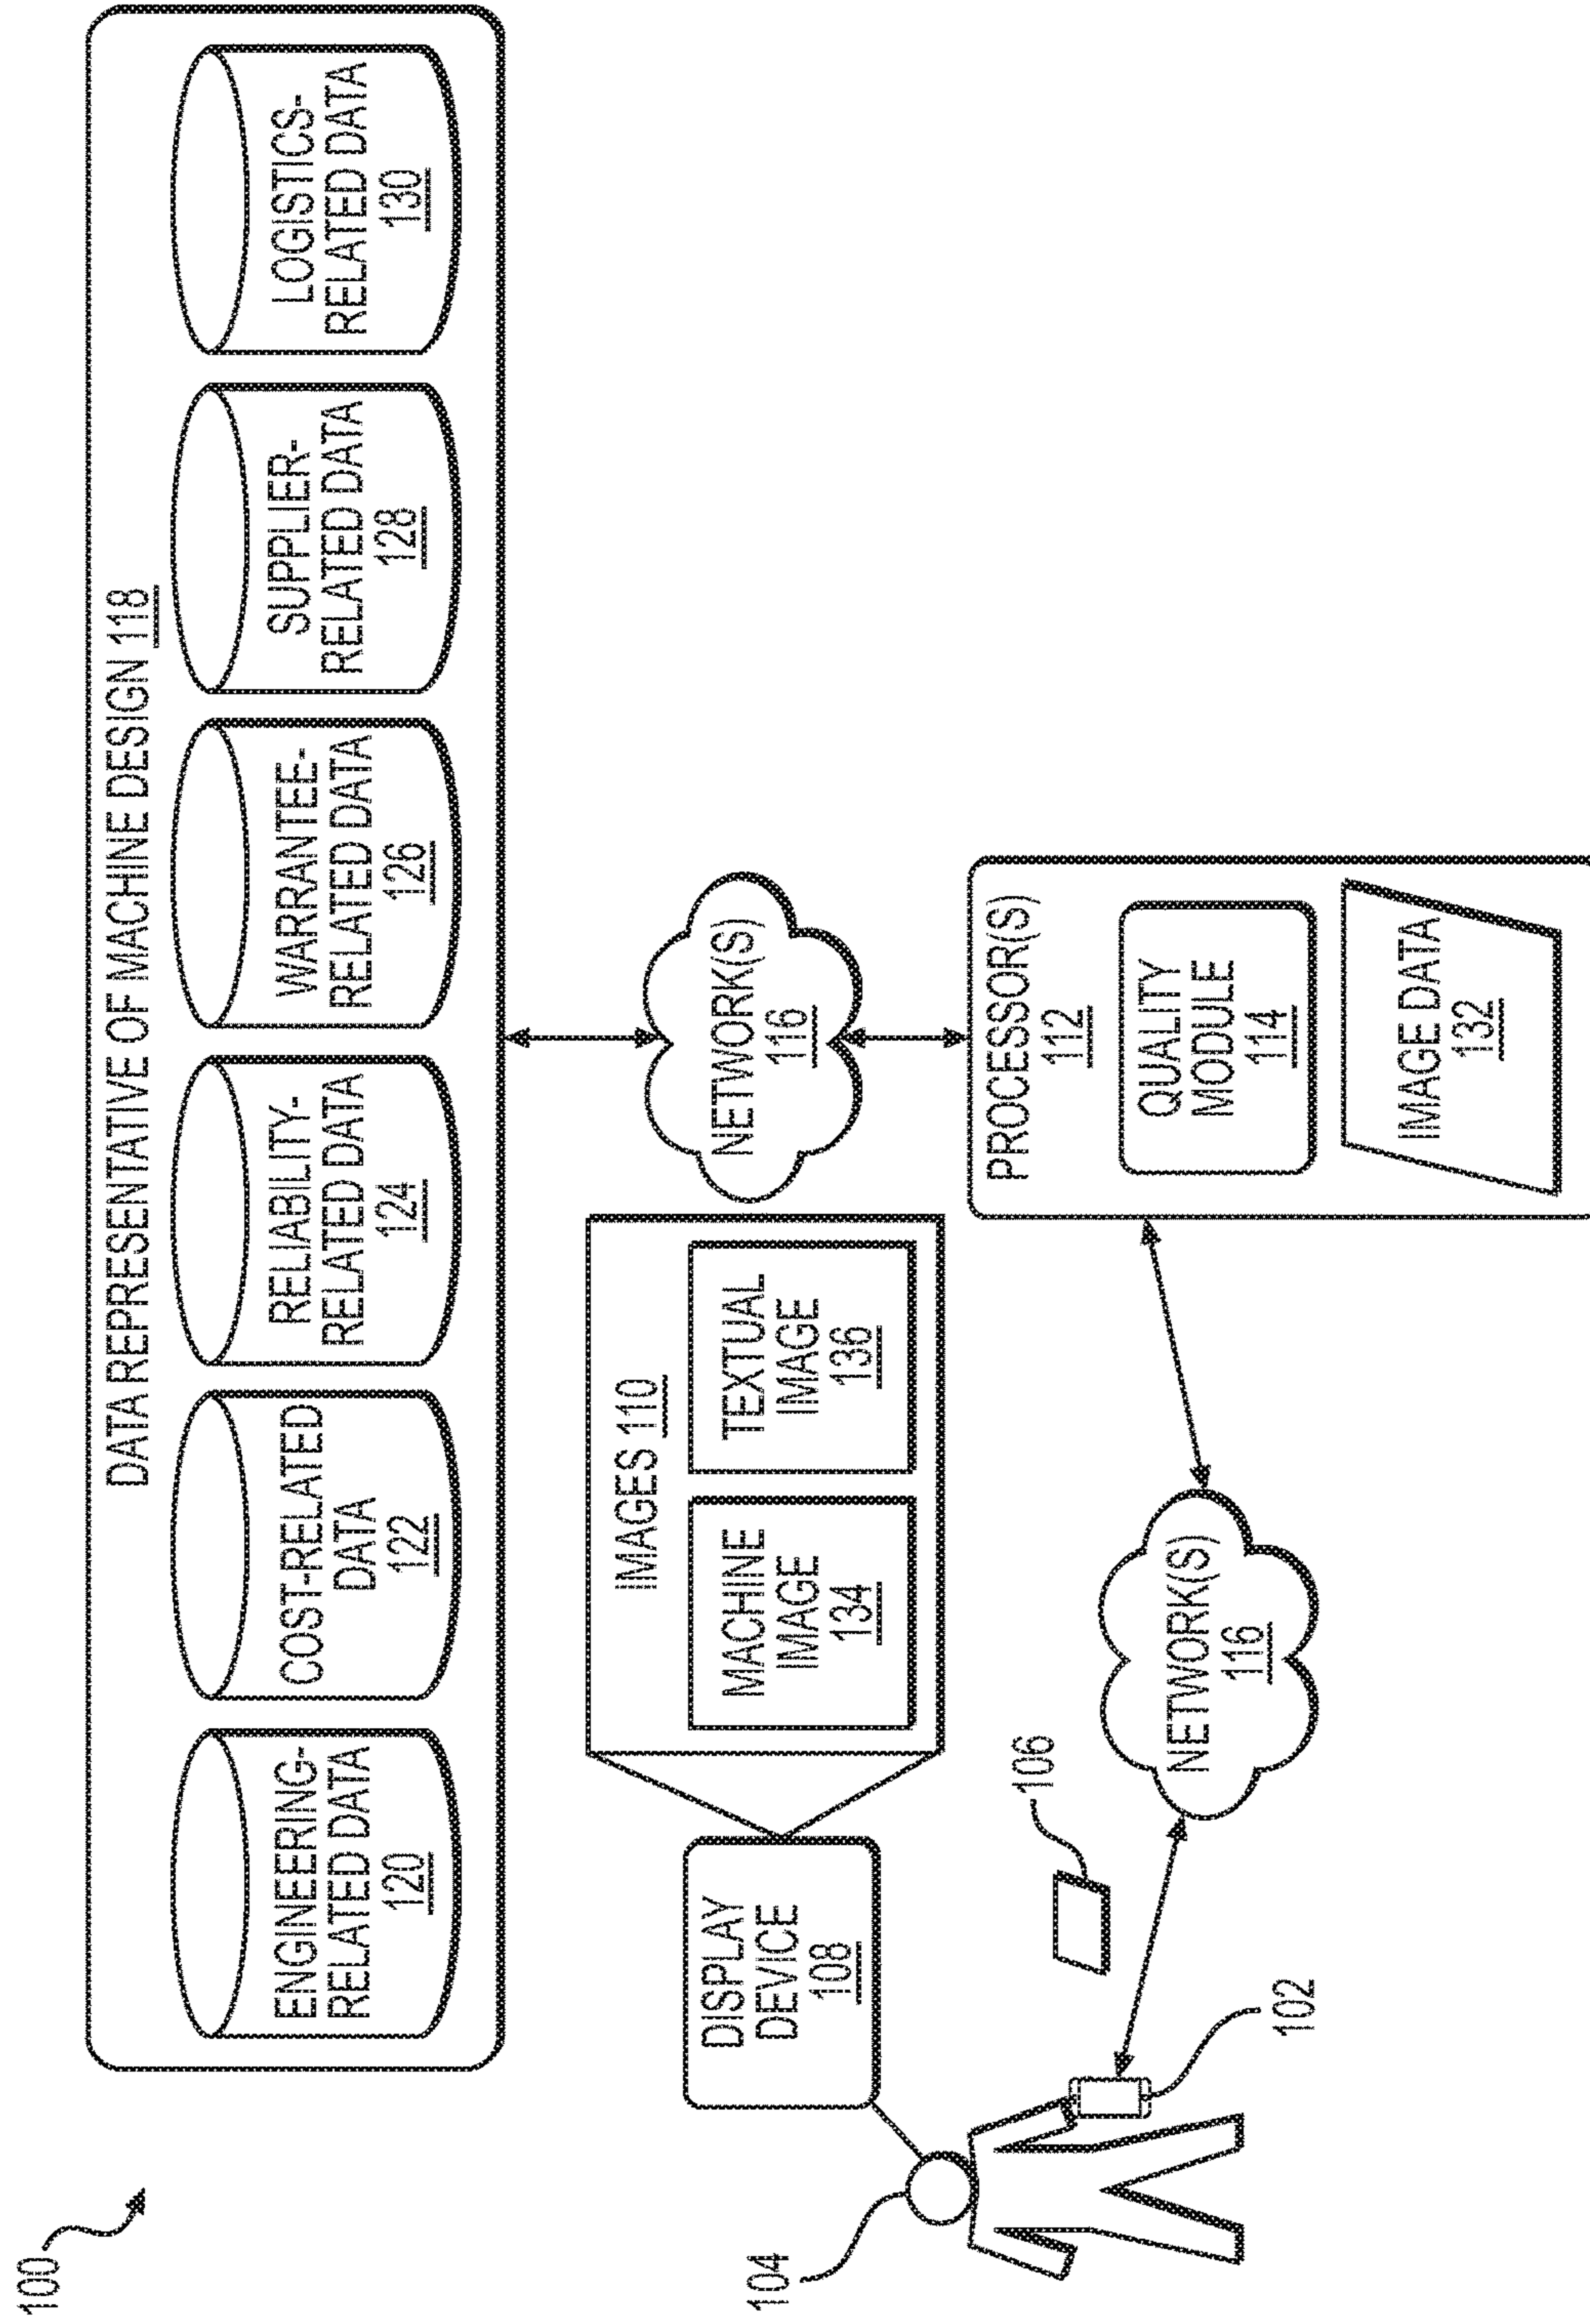 100
DATA REPRESENTATIVE OF MACHINE DESIGN 118
ENGINEERING-
RELATED DATA
120
COST-RELATED
DATA
122
RELIABILITY-
RELATED DATA
124
WARRANTEE-
RELATED DATA
126
SUPPLIER-
RELATED DATA
128
LOGISTICS-
RELATED DATA
130
104
DISPLAY
DEVICE
108
IMAGES 110
MACHINE
IMAGE
134
TEXTUAL
IMAGE
136
NETWORK(S)
116
102
106
NETWORK(S)
116
PROCESSOR(S)
112
QUALITY
MODULE
114
IMAGE DATA
132